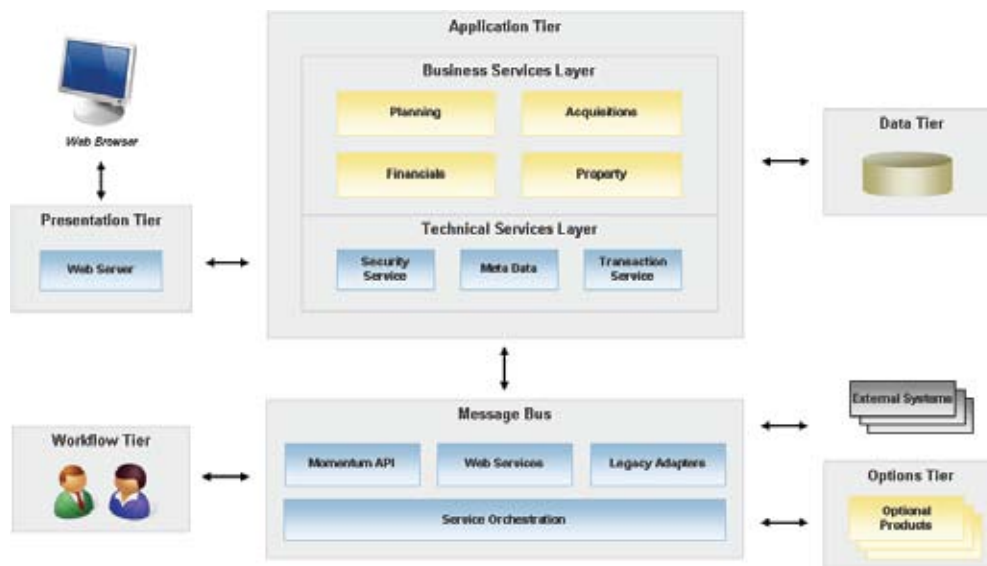 Application Tier
Business Services Layer
Planning
Acquisitions
Financials
Property
Technical Services Layer
Security
Service
Meta Data
Transaction
Service
Web Browser
Presentation Tier
Web Server
Data Tier
Message Bus
Momentum API
Web Services
Legacy Adapters
Service Orchestration
Workflow Tier
External Systems
Options Tier
Optional
Products